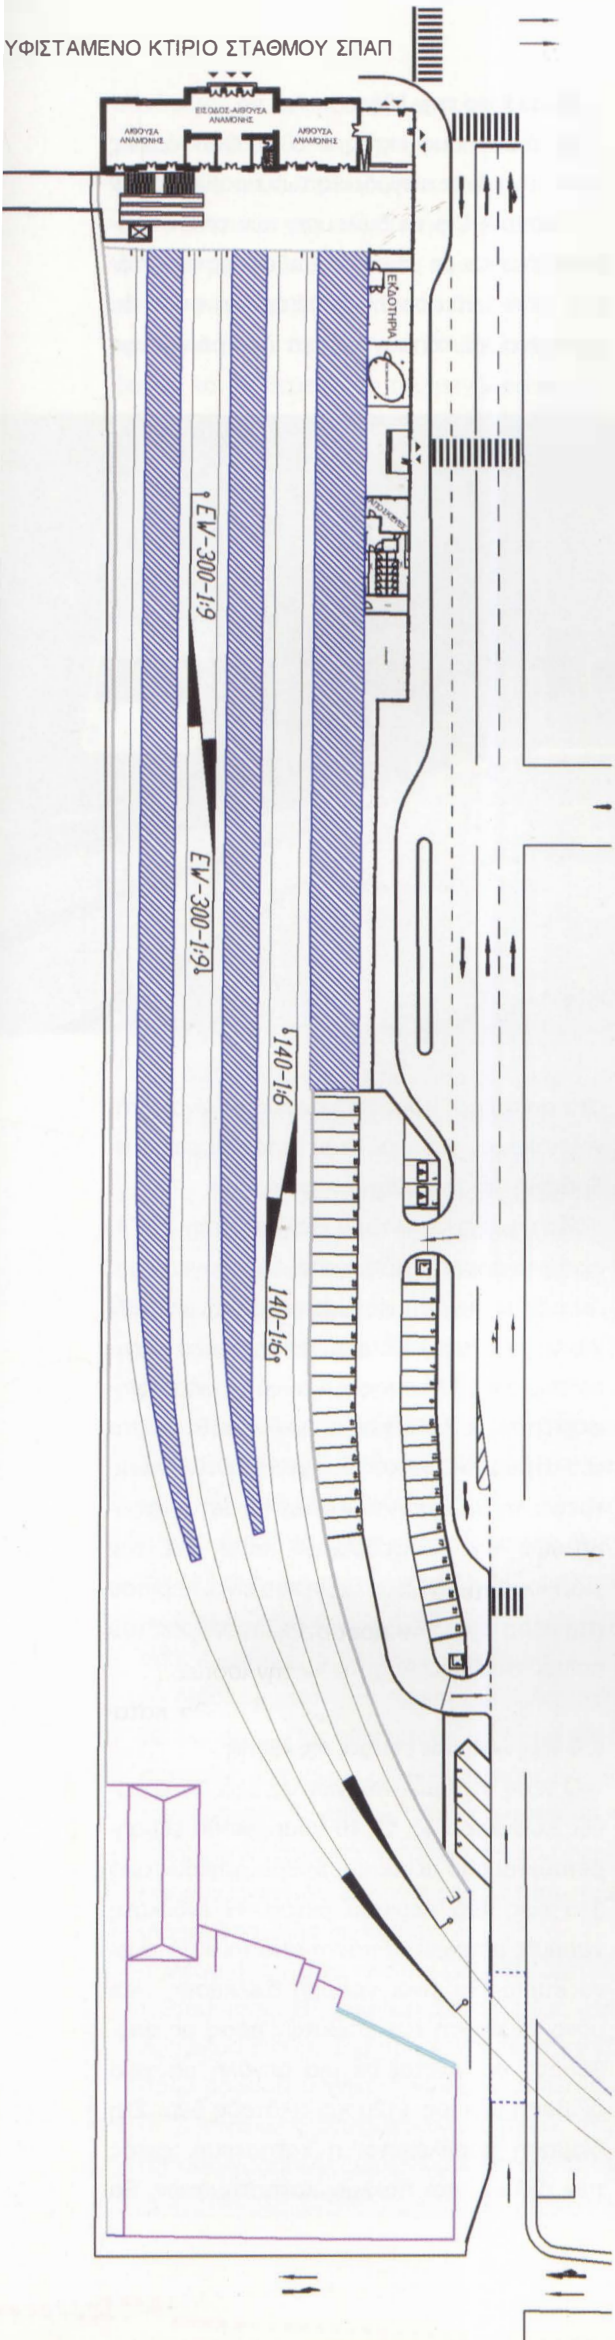 ΥΦΙΣΤΑΜΕΝΟ ΚΤΙΡΙΟ ΣΤΑΘΜΟΥ ΣΠΑΠ
ΕΙΣΟΔΟΣ-ΑΙΘΟΥΣΑ
ΑΝΑΜΟΝΗΣ
ΑΙΘΟΥΣΑ
ΑΝΑΜΟΝΗΣ
ΑΙΘΟΥΣΑ
ΑΝΑΜΟΝΗΣ
ΕΚΔΟΤΗΡΙΑ
EW-300-1:9
EW-300-1:9
140-1:6
140-1:6